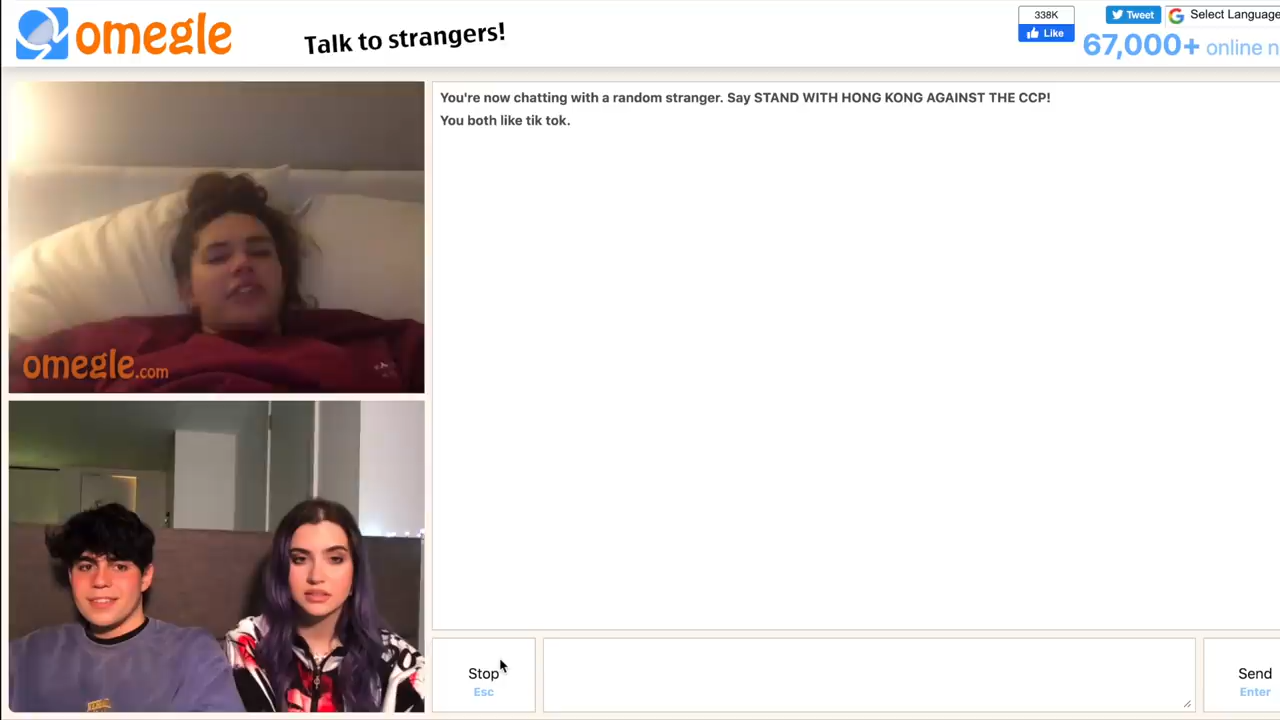 omegle
Talk to strangers!
338K
Like
Tweet
Select Language
67,000+ online n
You're now chatting with a random stranger. Say STAND WITH HONG KONG AGAINST THE CCP!
You both like tik tok.
omegle.com
Stop
Esc
Send
Enter